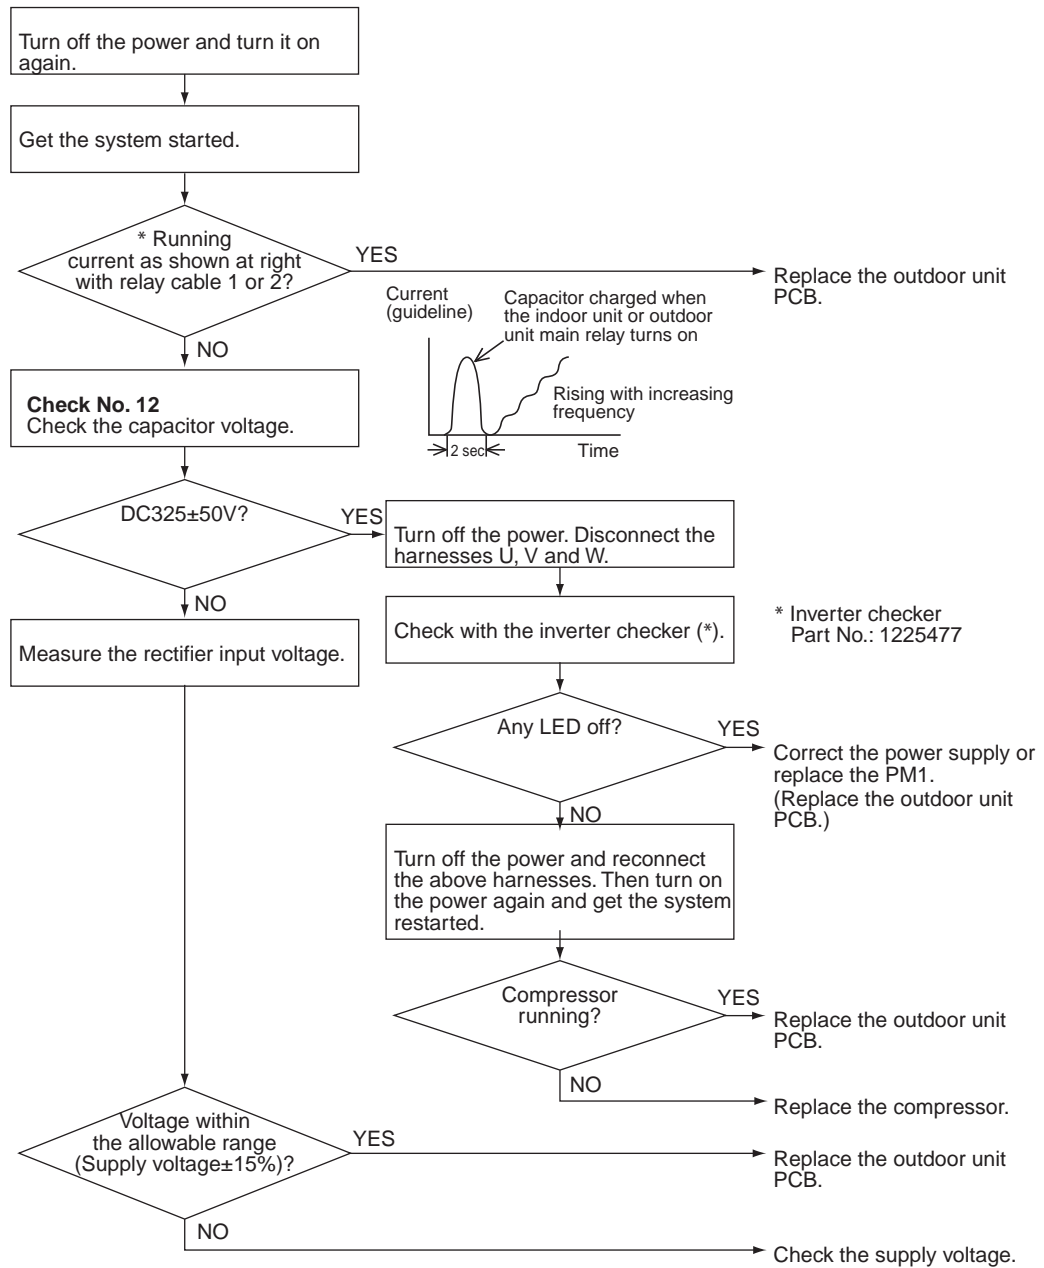 Turn off the power and turn it on
again.
Get the system started.
* Running
current as shown at right
with relay cable 1 or 2?
YES
Replace the outdoor unit
PCB.
NO
Current
(guideline)
Capacitor charged when
the indoor unit or outdoor
unit main relay turns on
Rising with increasing
frequency
2 sec
Time
Check No. 12
Check the capacitor voltage.
DC325±50V?
YES
Turn off the power. Disconnect the
harnesses U, V and W.
NO
Check with the inverter checker (*).
* Inverter checker
Part No.: 1225477
Measure the rectifier input voltage.
Any LED off?
YES
Correct the power supply or
replace the PM1.
(Replace the outdoor unit
PCB.)
NO
Turn off the power and reconnect
the above harnesses. Then turn on
the power again and get the system
restarted.
Compressor
running?
YES
Replace the outdoor unit
PCB.
NO
Replace the compressor.
Voltage within
the allowable range
(Supply voltage±15%)?
YES
Replace the outdoor unit
PCB.
NO
Check the supply voltage.